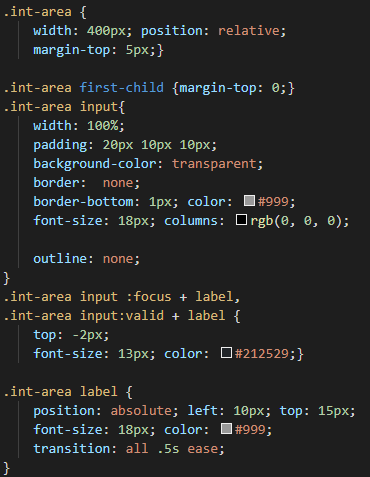 .int-area {
    width: 400px; position: relative;
    margin-top: 5px;}

.int-area first-child {margin-top: 0;}
.int-area input{
    width: 100%;
    padding: 20px 10px 10px;
    background-color: transparent;
    border:  none;
    border-bottom: 1px; color: #999;
    font-size: 18px; columns: rgb(0, 0, 0);

    outline: none;
}
.int-area input :focus + label,
.int-area input:valid + label {
    top: -2px;
    font-size: 13px; color: #212529;}

.int-area label {
    position: absolute; left: 10px; top: 15px;
    font-size: 18px; color: #999;
    transition: all .5s ease;
}